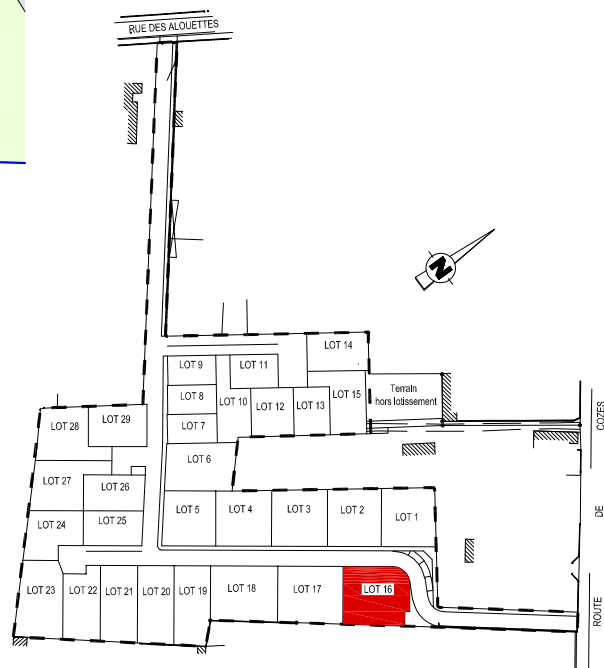 RUE DES ALOUETTES
N
LOT 14
LOT 9
LOT 11
LOT 8
LOT 10
LOT 12
LOT 13
LOT 15
Terrain
hors lotissement
LOT 7
LOT 28
LOT 29
LOT 6
LOT 27
LOT 26
LOT 24
LOT 25
LOT 5
LOT 4
LOT 3
LOT 2
LOT 1
LOT 23
LOT 22
LOT 21
LOT 20
LOT 19
LOT 18
LOT 17
LOT 16
ROUTE DE COZES